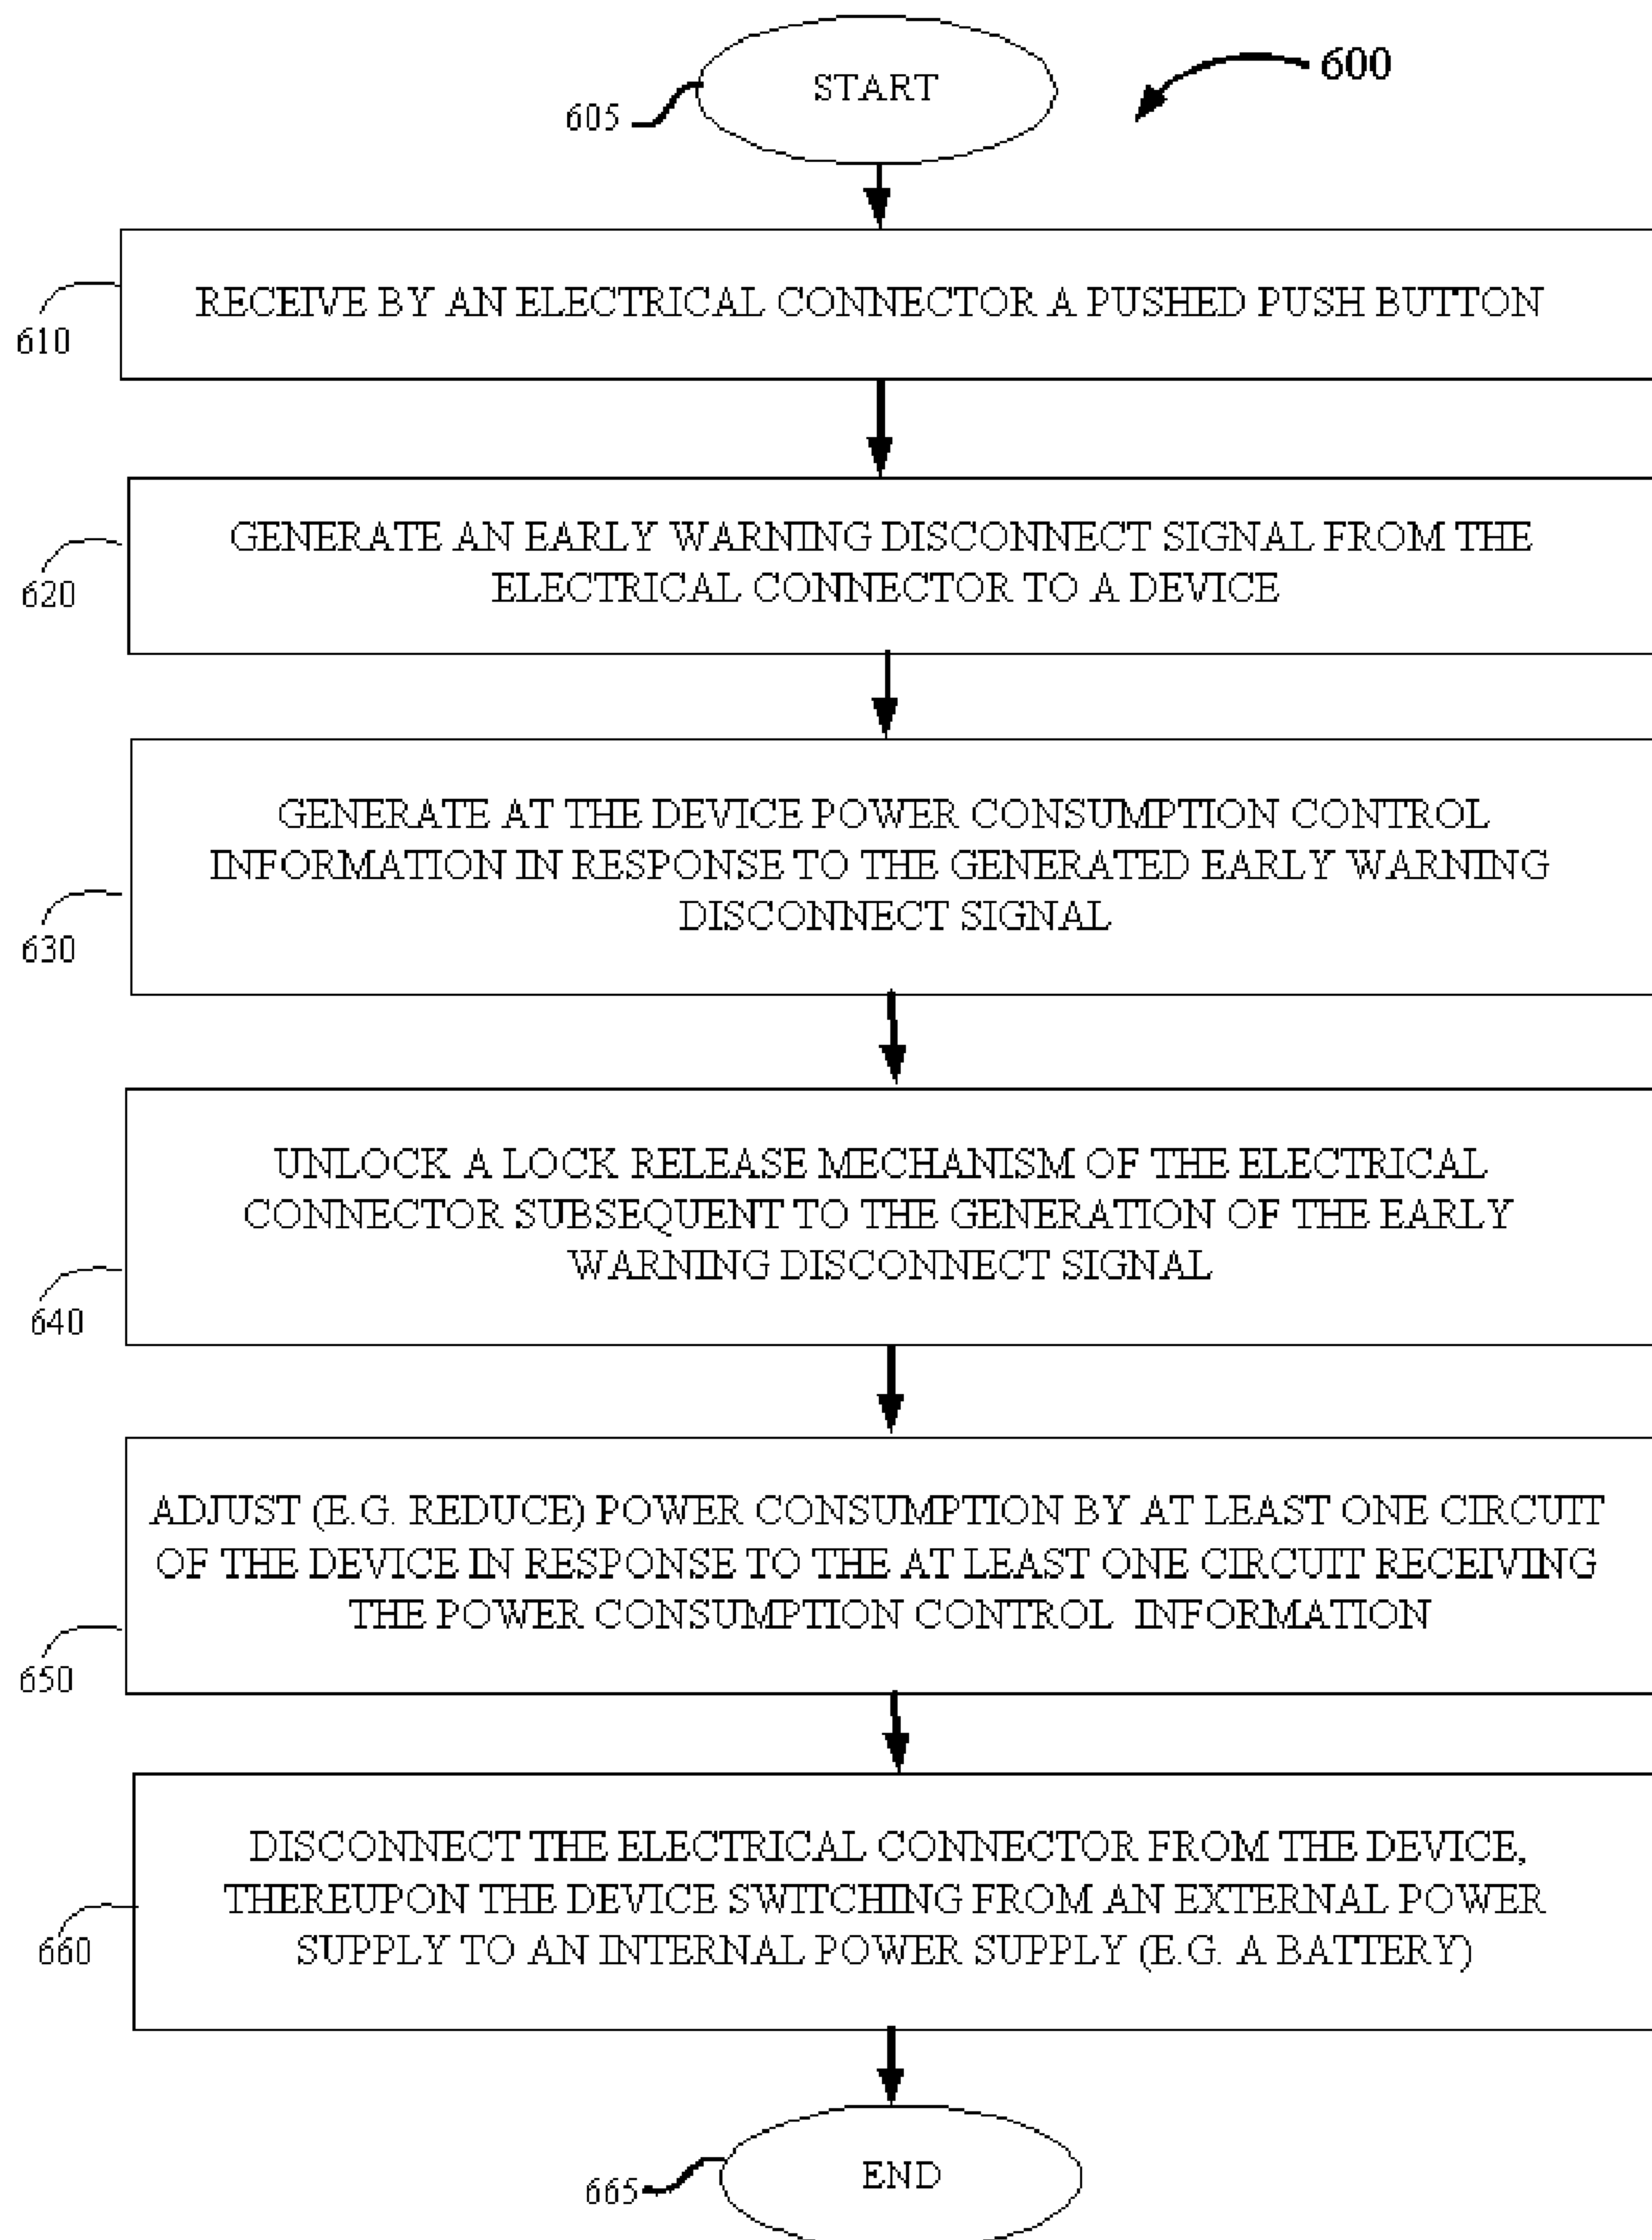 START
600
605
RECEIVE BY AN ELECTRICAL CONNECTOR A PUSHED PUSH BUTTON
610
GENERATE AN EARLY WARNING DISCONNECT SIGNAL FROM THE
ELECTRICAL CONNECTOR TO A DEVICE
620
GENERATE AT THE DEVICE POWER CONSUMPTION CONTROL
INFORMATION IN RESPONSE TO THE GENERATED EARLY WARNING
DISCONNECT SIGNAL
630
UNLOCK A LOCK RELEASE MECHANISM OF THE ELECTRICAL
CONNECTOR SUBSEQUENT TO THE GENERATION OF THE EARLY
WARNING DISCONNECT SIGNAL
640
ADJUST (E.G. REDUCE) POWER CONSUMPTION BY AT LEAST ONE CIRCUIT
OF THE DEVICE IN RESPONSE TO THE AT LEAST ONE CIRCUIT RECEIVING
THE POWER CONSUMPTION CONTROL INFORMATION
650
DISCONNECT THE ELECTRICAL CONNECTOR FROM THE DEVICE,
THEREUPON THE DEVICE SWITCHING FROM AN EXTERNAL POWER
SUPPLY TO AN INTERNAL POWER SUPPLY (E.G. A BATTERY)
660
END
665